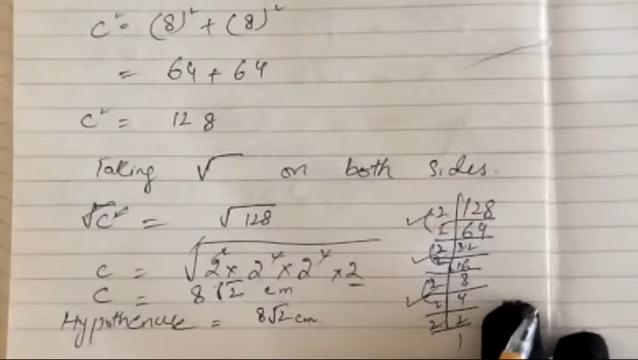 c² = (8)² + (8)²
= 64 + 64
c² = 128
Taking √ on both sides.
√c² = √128
c = √2² × 2² × 2² × 2
c = 8√2 cm
Hypothenuse = 8√2 cm
2 | 128
2 | 64
2 | 32
2 | 16
2 | 8
2 | 4
2 | 2
1